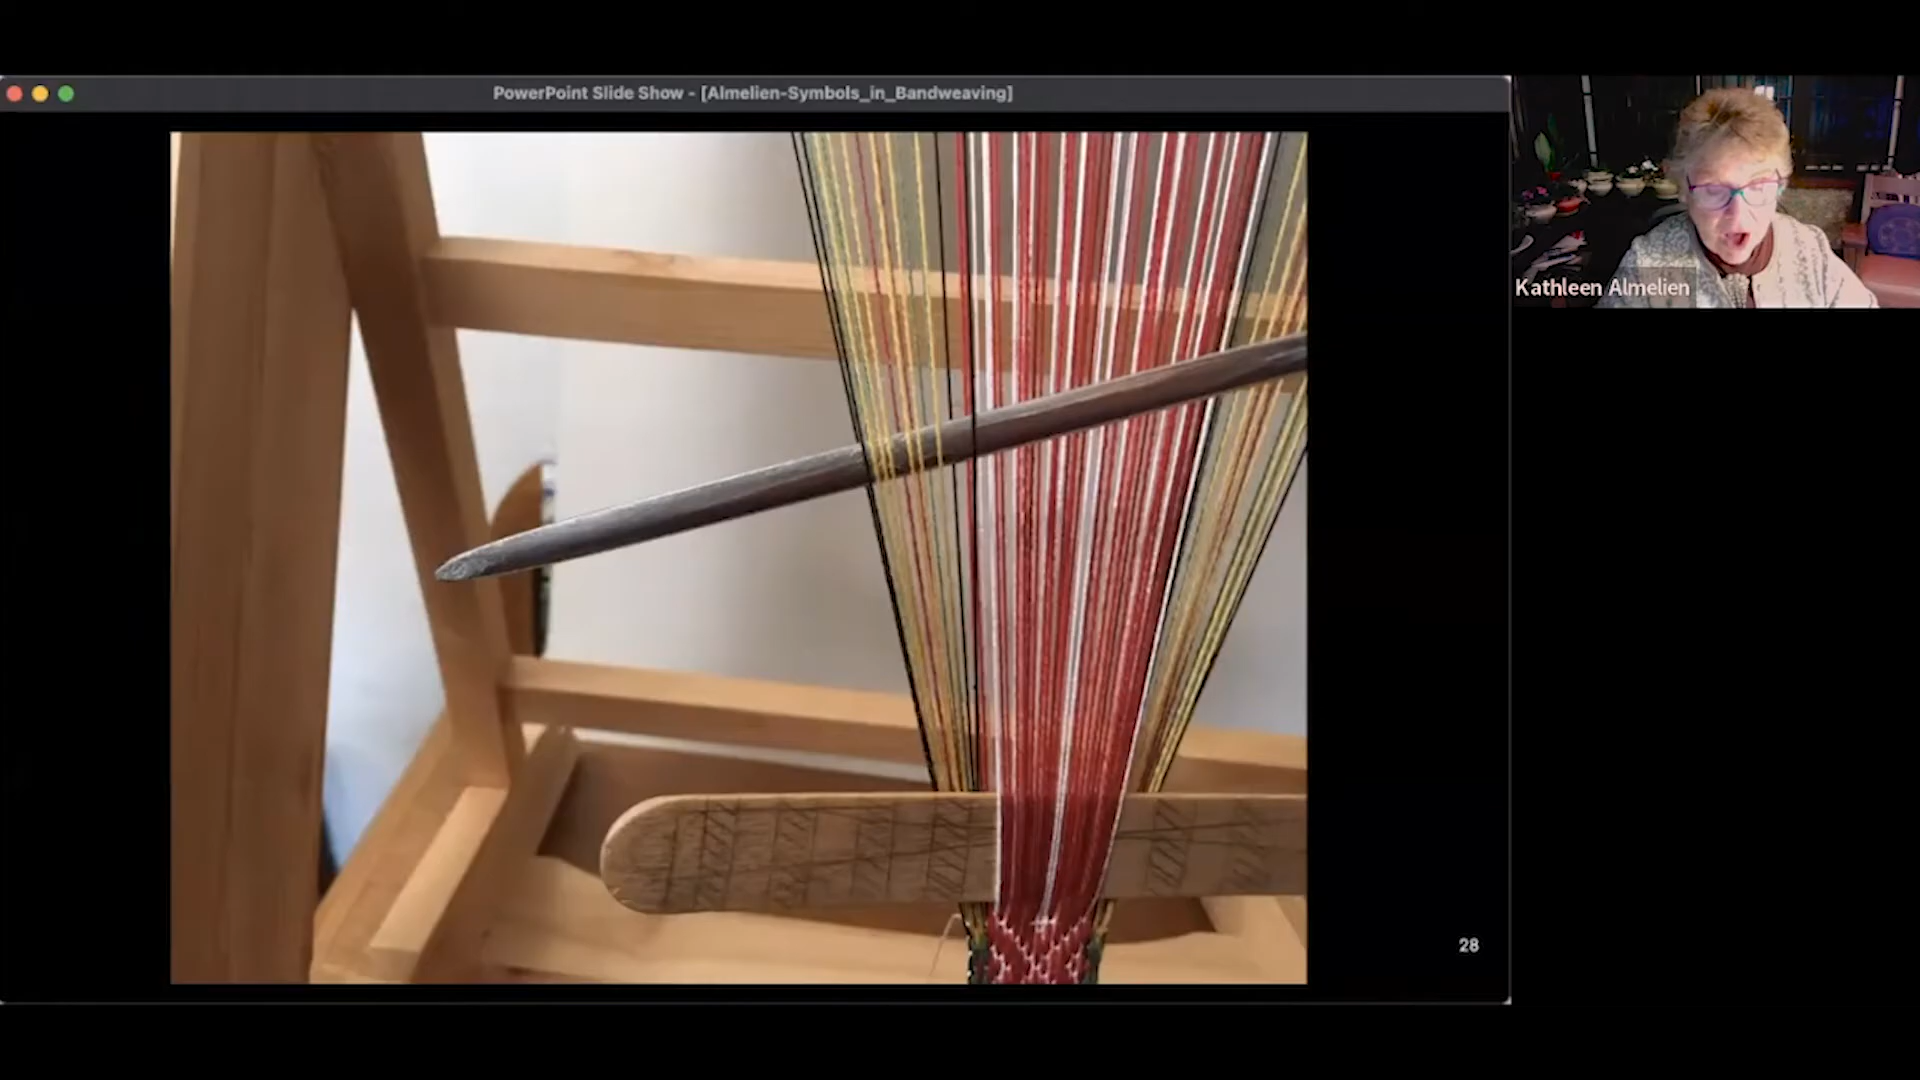 PowerPoint Slide Show - [Almelien-Symbols_in_Bandweaving]
Kathleen Almelien
28